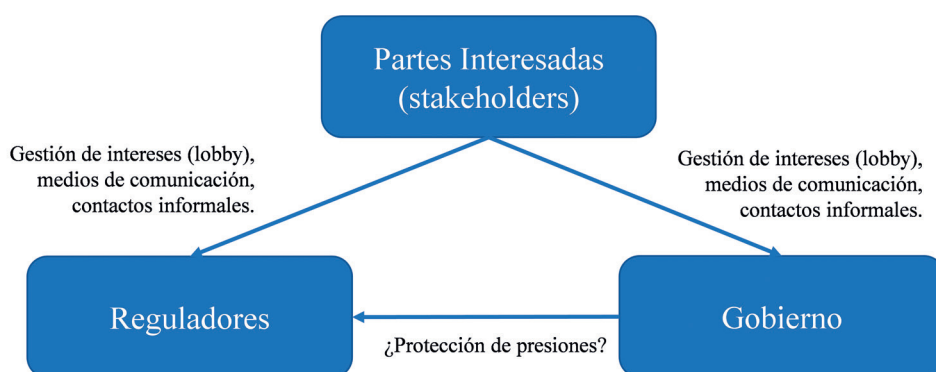 Partes Interesadas
(stakeholders)
Gestión de intereses (lobby),
medios de comunicación,
contactos informales.
Gestión de intereses (lobby),
medios de comunicación,
contactos informales.
Reguladores
¿Protección de presiones?
Gobierno